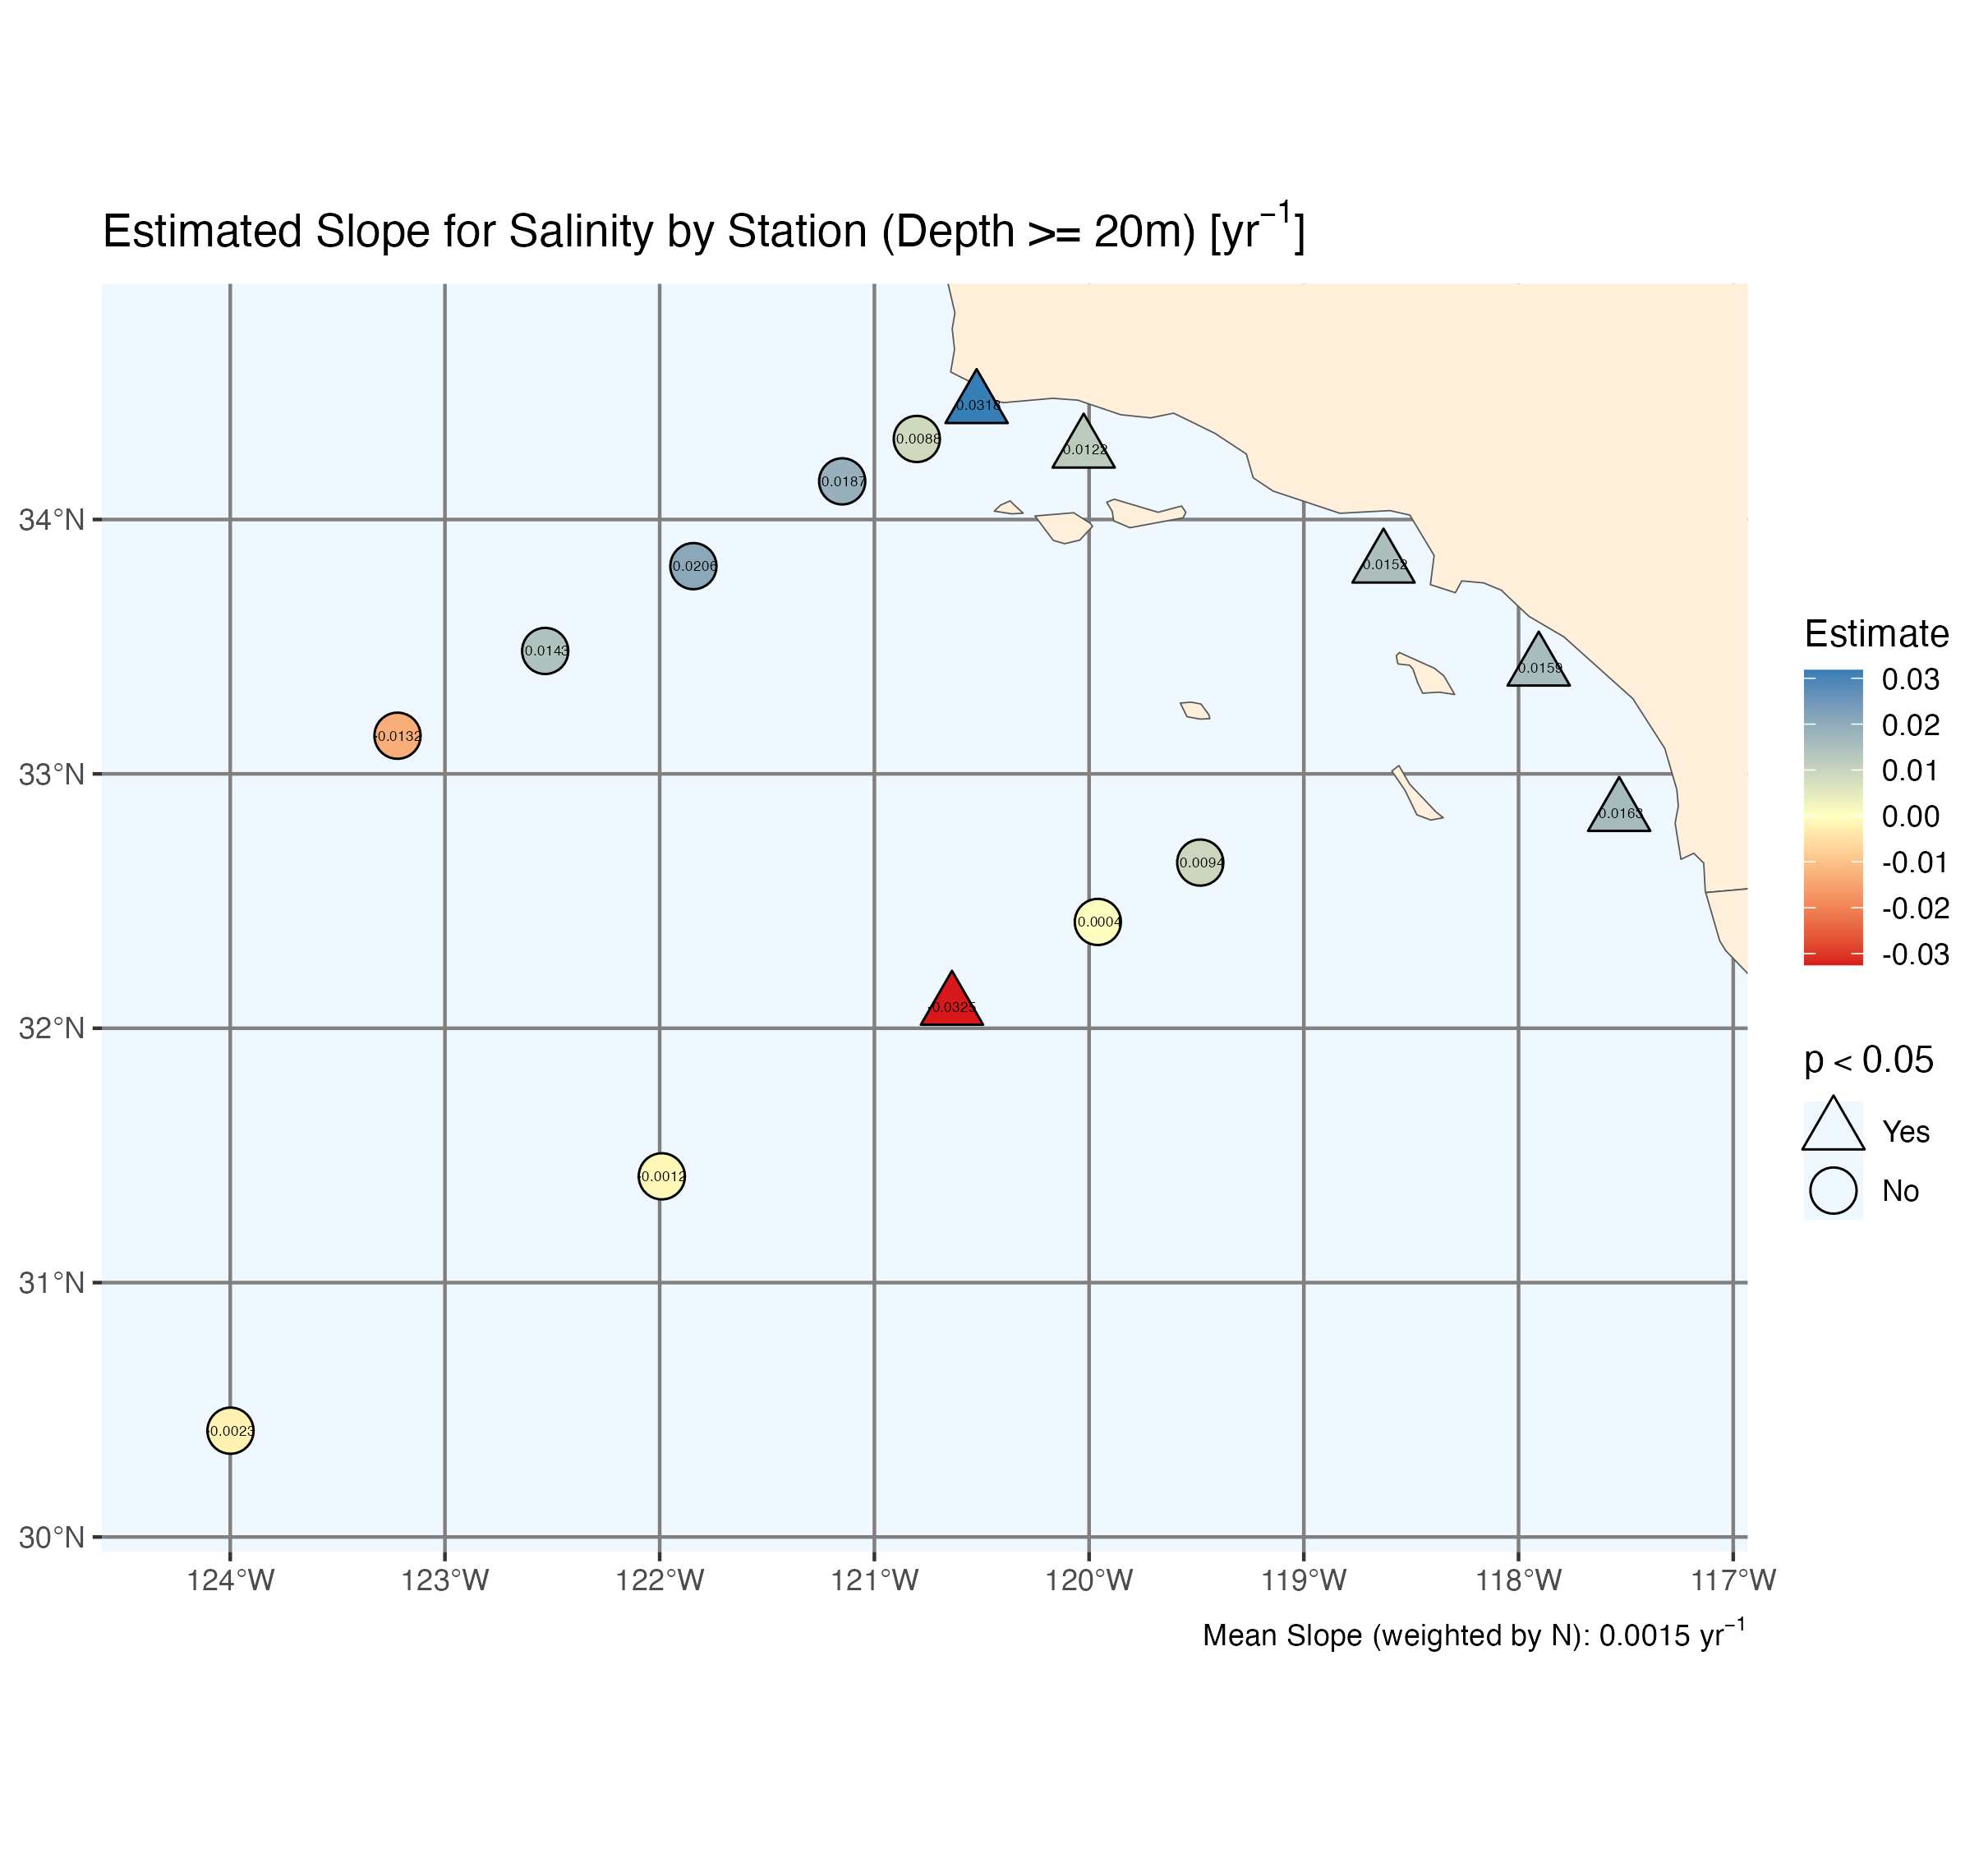 Estimated Slope for Salinity by Station (Depth >= 20m) [yr⁻¹]
0.0318
0.0088
0.0122
0.0187
34°N
0.0206
0.0152
0.0143
0.0159
-0.0132
33°N
0.0163
0.0094
0.0004
-0.0325
32°N
-0.0012
31°N
-0.0023
30°N
124°W 123°W 122°W 121°W 120°W 119°W 118°W 117°W
Mean Slope (weighted by N): 0.0015 yr⁻¹
Estimate
0.03
0.02
0.01
0.00
-0.01
-0.02
-0.03
p < 0.05
Yes
No